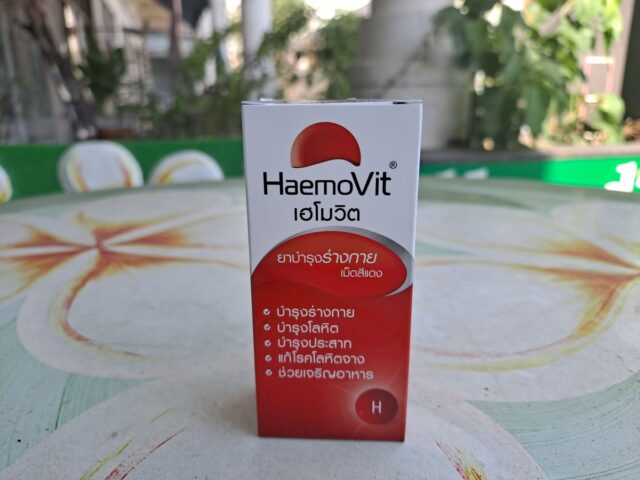 HaemoVit®
เฮโมวิต
ยาบำรุงร่างกาย
เม็ดสีแดง
บำรุงร่างกาย
บำรุงโลหิต
บำรุงประสาท
แก้โรคโลหิตจาง
ช่วยเจริญอาหาร
H